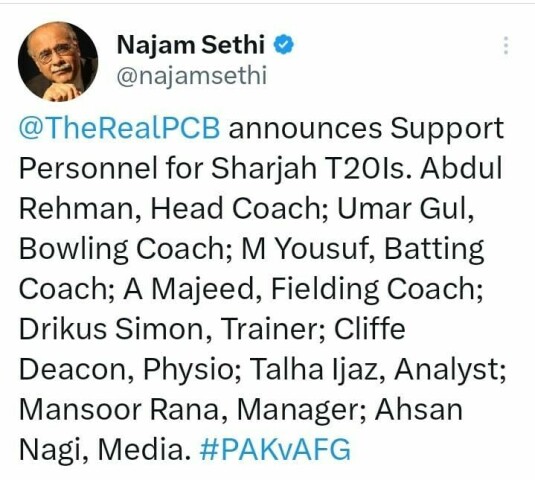 Najam Sethi
@najamsethi
@TheRealPCB announces Support
Personnel for Sharjah T20Is. Abdul
Rehman, Head Coach; Umar Gul,
Bowling Coach; M Yousuf, Batting
Coach; A Majeed, Fielding Coach;
Drikus Simon, Trainer; Cliffe
Deacon, Physio; Talha Ijaz, Analyst;
Mansoor Rana, Manager; Ahsan
Nagi, Media. #PAKvAFG